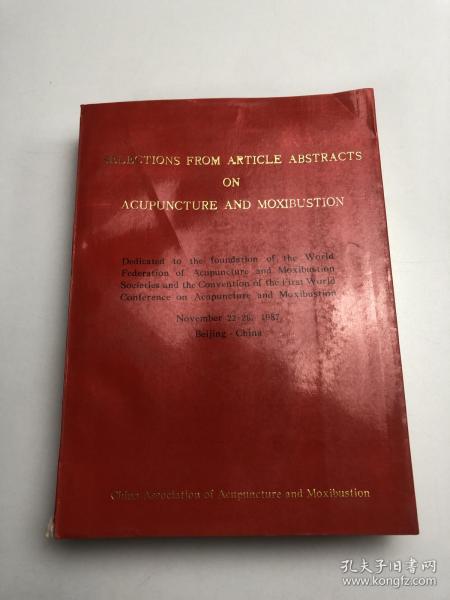 SELECTIONS FROM ARTICLE ABSTRACTS
ON
ACUPUNCTURE AND MOXIBUSTION
Dedicated to the foundation of the World
Federation of Acupuncture and Moxibustion
Societies and the Convention of the First World
Conference on Acupuncture and Moxibustion
November 22-26, 1987,
Beijing - China
China Association of Acupuncture and Moxibustion
孔夫子旧书网
www.kongfz.com